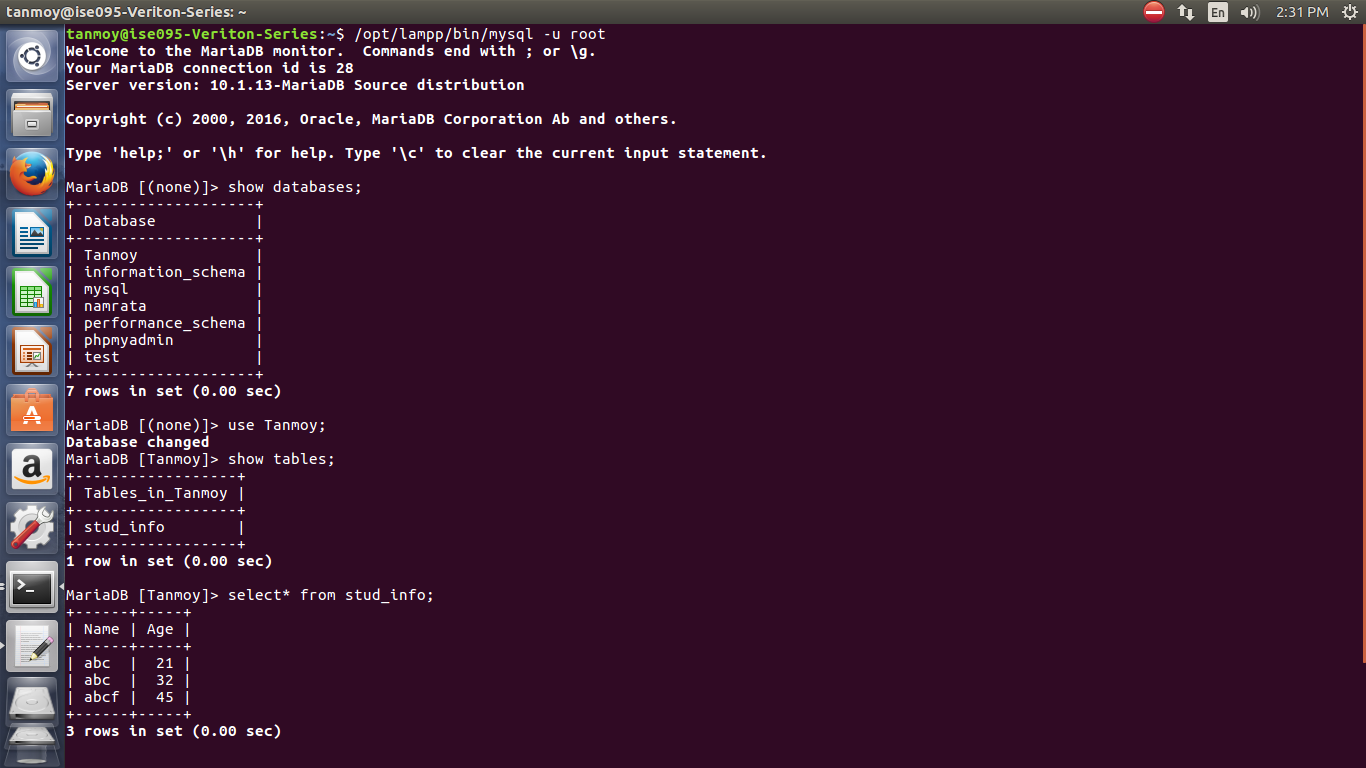 tanmoy@ise095-Veriton-Series: ~
En
2:31 PM
tanmoy@ise095-Veriton-Series:~$ /opt/lampp/bin/mysql -u root
Welcome to the MariaDB monitor.  Commands end with ; or \g.
Your MariaDB connection id is 28
Server version: 10.1.13-MariaDB Source distribution

Copyright (c) 2000, 2016, Oracle, MariaDB Corporation Ab and others.

Type 'help;' or '\h' for help. Type '\c' to clear the current input statement.

MariaDB [(none)]> show databases;
+--------------------+
| Database           |
+--------------------+
| Tanmoy             |
| information_schema |
| mysql              |
| namrata            |
| performance_schema |
| phpmyadmin         |
| test               |
+--------------------+
7 rows in set (0.00 sec)

MariaDB [(none)]> use Tanmoy;
Database changed
MariaDB [Tanmoy]> show tables;
+------------------+
| Tables_in_Tanmoy |
+------------------+
| stud_info        |
+------------------+
1 row in set (0.00 sec)

MariaDB [Tanmoy]> select* from stud_info;
+------+-----+
| Name | Age |
+------+-----+
| abc  |  21 |
| abc  |  32 |
| abcf |  45 |
+------+-----+
3 rows in set (0.00 sec)